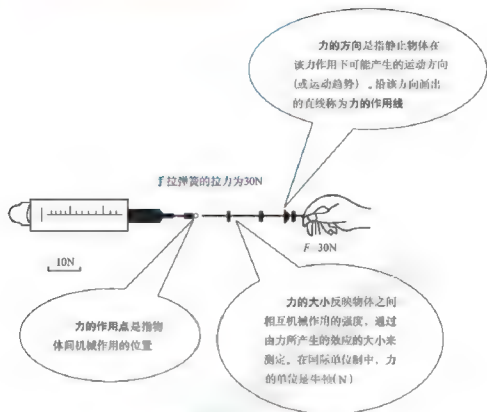 力的方向是指静止物体在
该力作用下可能产生的运动方向
(或运动趋势)。沿该方向画出
的直线称为力的作用线
手拉弹簧的拉力为30N
F 30N
10N
力的作用点是指物
体间机械作用的位置
力的大小反映物体之间
相互机械作用的强度,通过
由力所产生的效应的大小来
测定。在国际单位制中,力
的单位是牛顿(N)